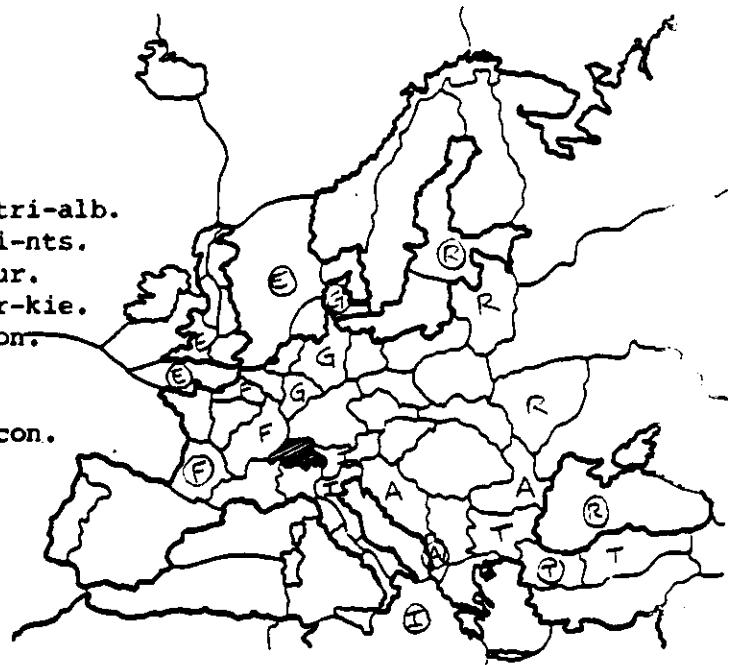 tri-alb.
i-nts.
ur.
r-kie.
on.
con.
R
E
G
R
E
G
E
F
G
R
F
F
I
A
A
R
T
A
T
T
I